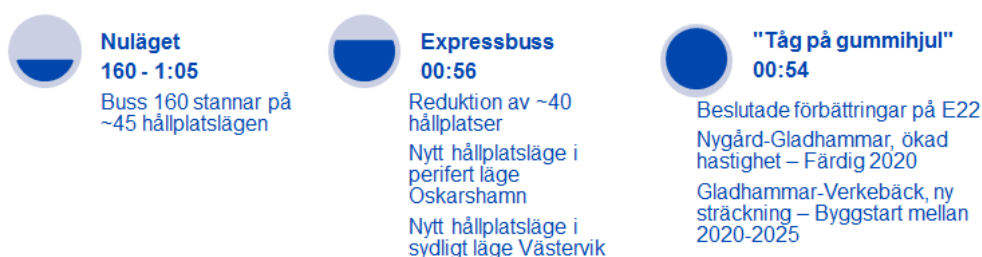 Nuläget
160 - 1:05
Buss 160 stannar på
~45 hållplatslägen
Expressbuss
00:56
Reduktion av ~40
hållplatser
Nytt hållplatsläge i
perifert läge
Oskarshamn
Nytt hållplatsläge i
sydligt läge Västervik
"Tåg på gummihjul"
00:54
Beslutade förbättringar på E22
Nygård-Gladhammar, ökad
hastighet – Färdig 2020
Gladhammar-Verkebäck, ny
sträckning – Byggstart mellan
2020-2025